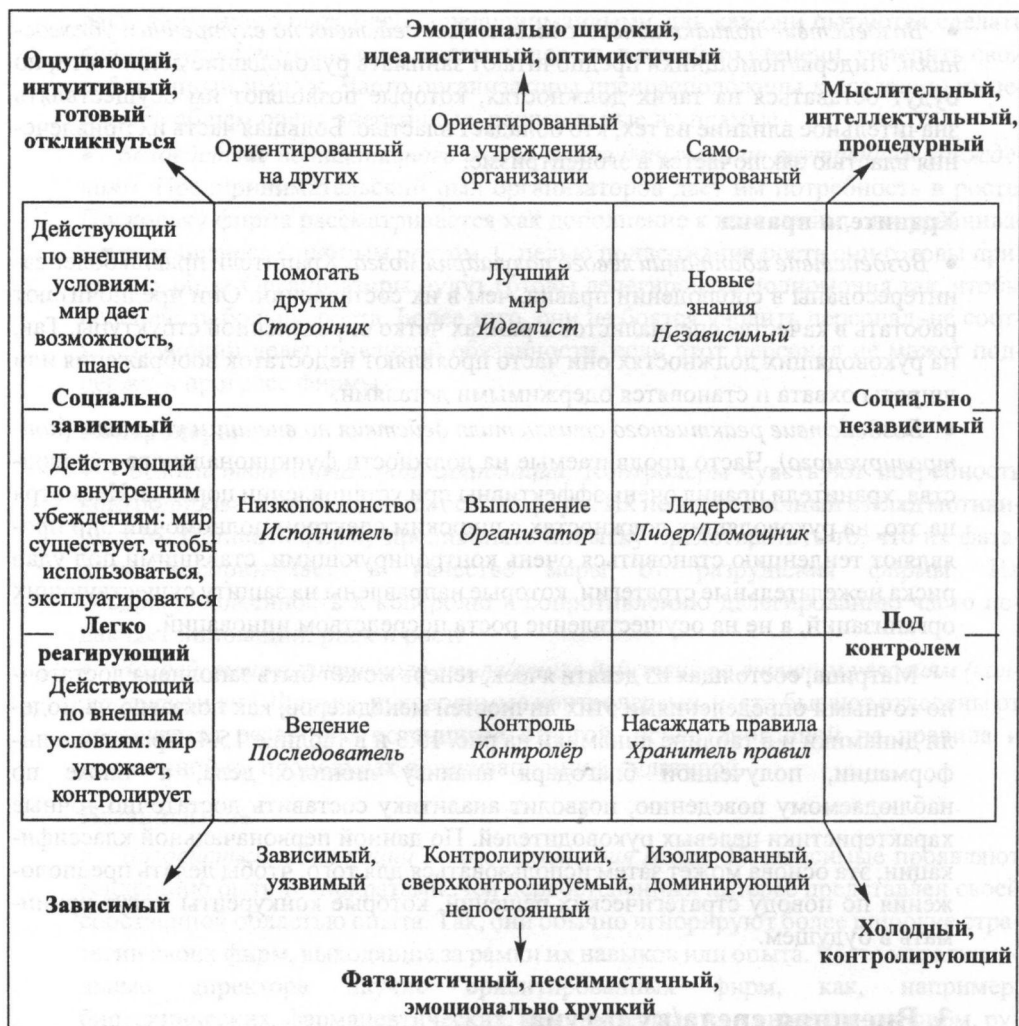 Эмоционально широкий,
идеалистичный, оптимистичный
Ощущающий,
интуитивный,
готовый
откликнуться
Мыслительный,
интеллектуальный,
процедурный
Ориентированный
на других
Ориентированный
на учреждения,
организации
Само-
ориентированый
Действующий
по внешним
условиям:
мир дает
возможность,
шанс
Помогать
другим
Сторонник
Лучший
мир
Идеалист
Новые
знания
Независимый
Социально
зависимый
Социально
независимый
Действующий
по внутренним
убеждениям: мир
существует, чтобы
использоваться,
эксплуатироваться
Низкопоклонство
Исполнитель
Выполнение
Организатор
Лидерство
Лидер/Помощник
Легко
реагирующий
Под
контролем
Действующий
по внешним
условиям: мир
угрожает,
контролирует
Ведение
Последователь
Контроль
Контролёр
Насаждать правила
Хранитель
Зависимый,
уязвимый
Контролирующий,
сверхконтролируемый,
непостоянный
Изолированный,
доминирующий
Зависимый
Холодный,
контролирующий
Фаталистичный, пессимистичный,
эмоционально хрупкий